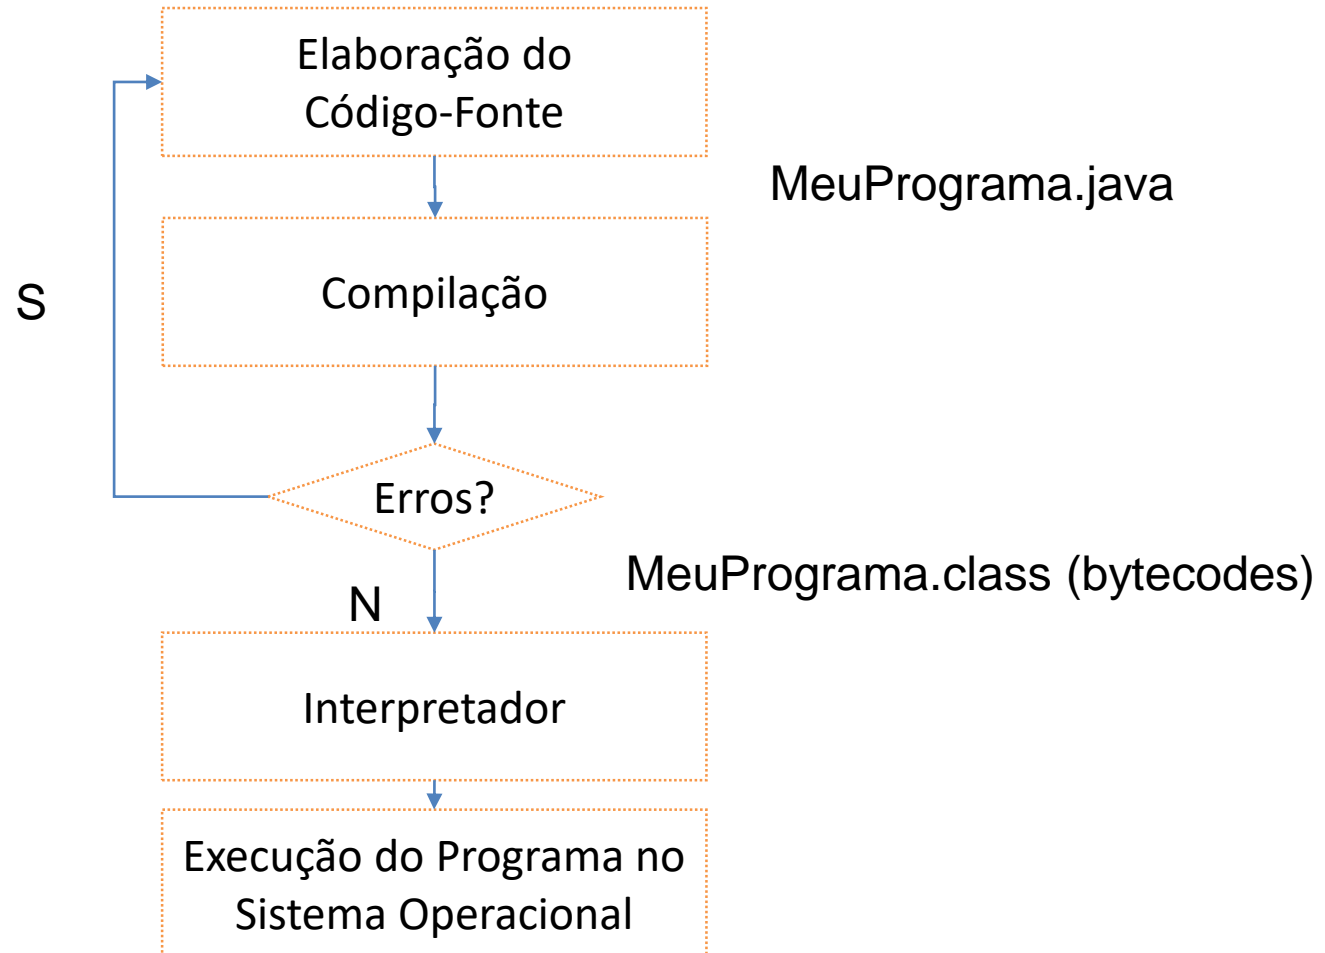 Elaboração do
Código-Fonte
MeuPrograma.java
Compilação
S
Erros?
MeuPrograma.class (bytecodes)
N
Interpretador
Execução do Programa no
Sistema Operacional